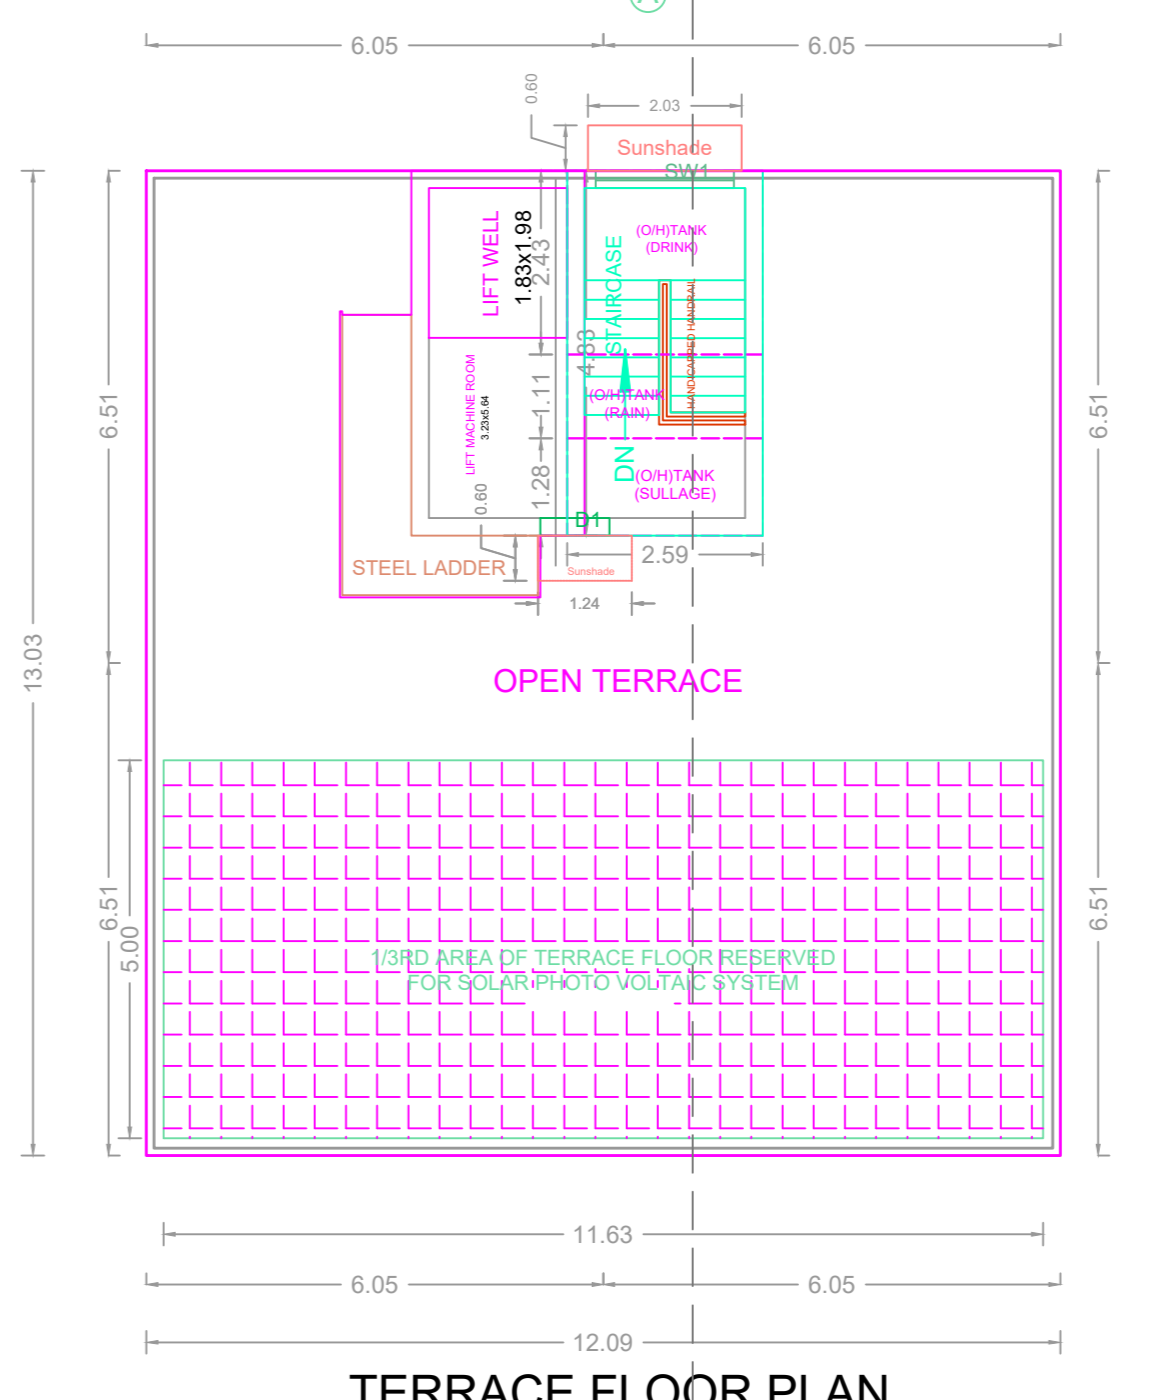 A
6.05
6.05
0.60
2.03
Sunshade
SW1
LIFT WELL
1.83x1.98
2.43
STAIRCASE
(O/H)TANK
(DRINK)
HANDICAPPED HANDRAIL
4.83
6.51
6.51
LIFT MACHINE ROOM
3.23x5.64
1.11
(O/H)TANK
(RAIN)
DN
1.28
(O/H)TANK
(SULLAGE)
0.60
D1
2.59
STEEL LADDER
Sunshade
1.24
13.03
OPEN TERRACE
6.51
5.00
6.51
1/3RD AREA OF TERRACE FLOOR RESERVED
FOR SOLAR PHOTO VOLTAIC SYSTEM
11.63
6.05
6.05
12.09
TERRACE FLOOR PLAN